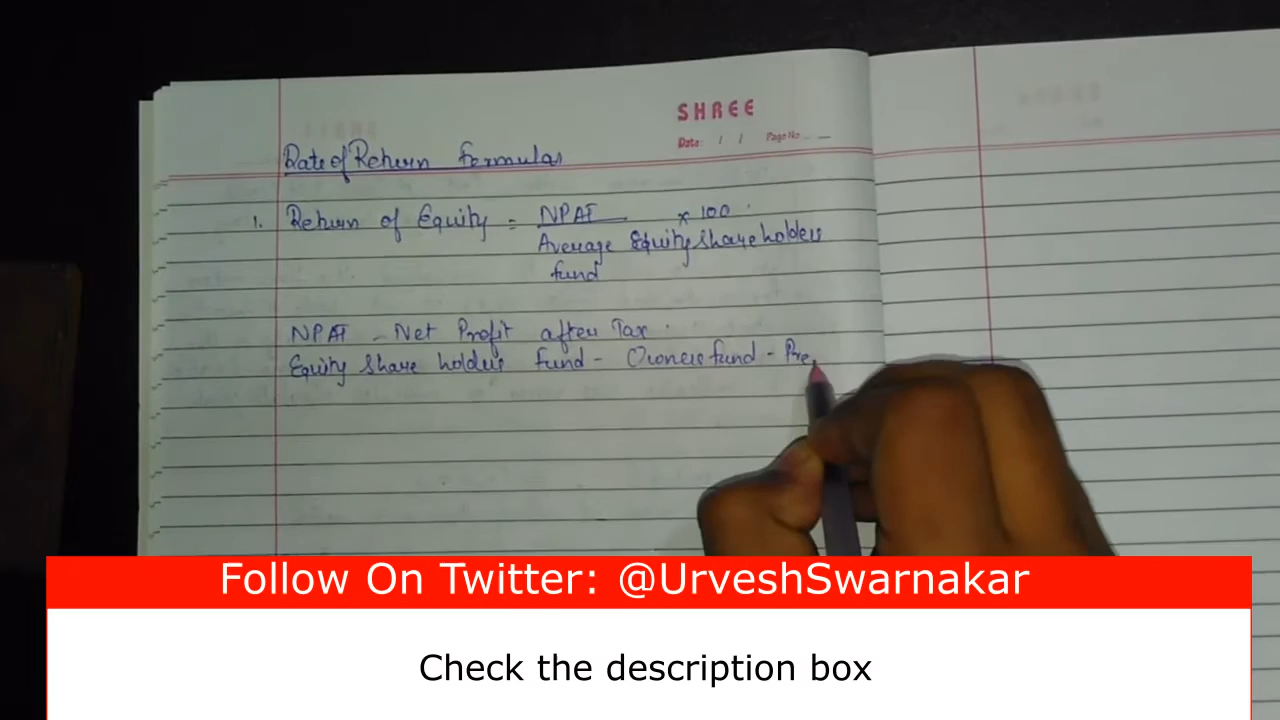 SHREE
Date: / / Page No.
Rate of Return Formulas
1. Return of Equity = NPAT × 100
Average Equity Share holders
fund
NPAT - Net Profit after Tax.
Equity Share holders fund - Owners fund - Pre
Follow On Twitter: @UrveshSwarnakar
Check the description box